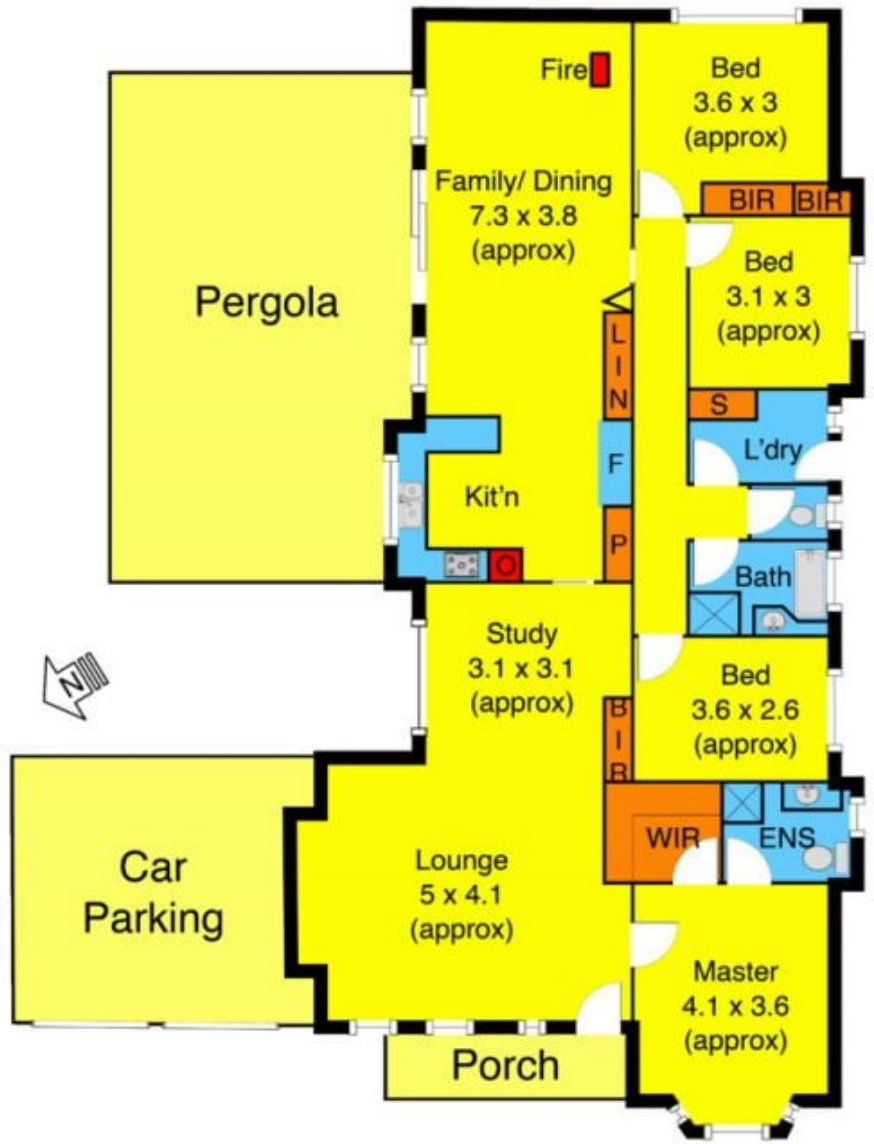 Fire
Bed
3.6 x 3
(approx)
Family/ Dining
7.3 x 3.8
(approx)
BIR
BIR
Bed
3.1 x 3
(approx)
Pergola
L
I
N
S
L'dry
F
Kit'n
P
Bath
Study
3.1 x 3.1
(approx)
N
Bed
3.6 x 2.6
(approx)
B
I
R
WIR
ENS
Car
Parking
Lounge
5 x 4.1
(approx)
Master
4.1 x 3.6
(approx)
Porch